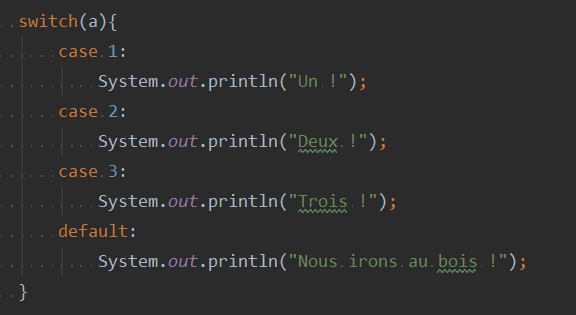 switch(a){
case 1:
System.out.println("Un !");
case 2:
System.out.println("Deux !");
case 3:
System.out.println("Trois !");
default:
System.out.println("Nous irons au bois !");
}